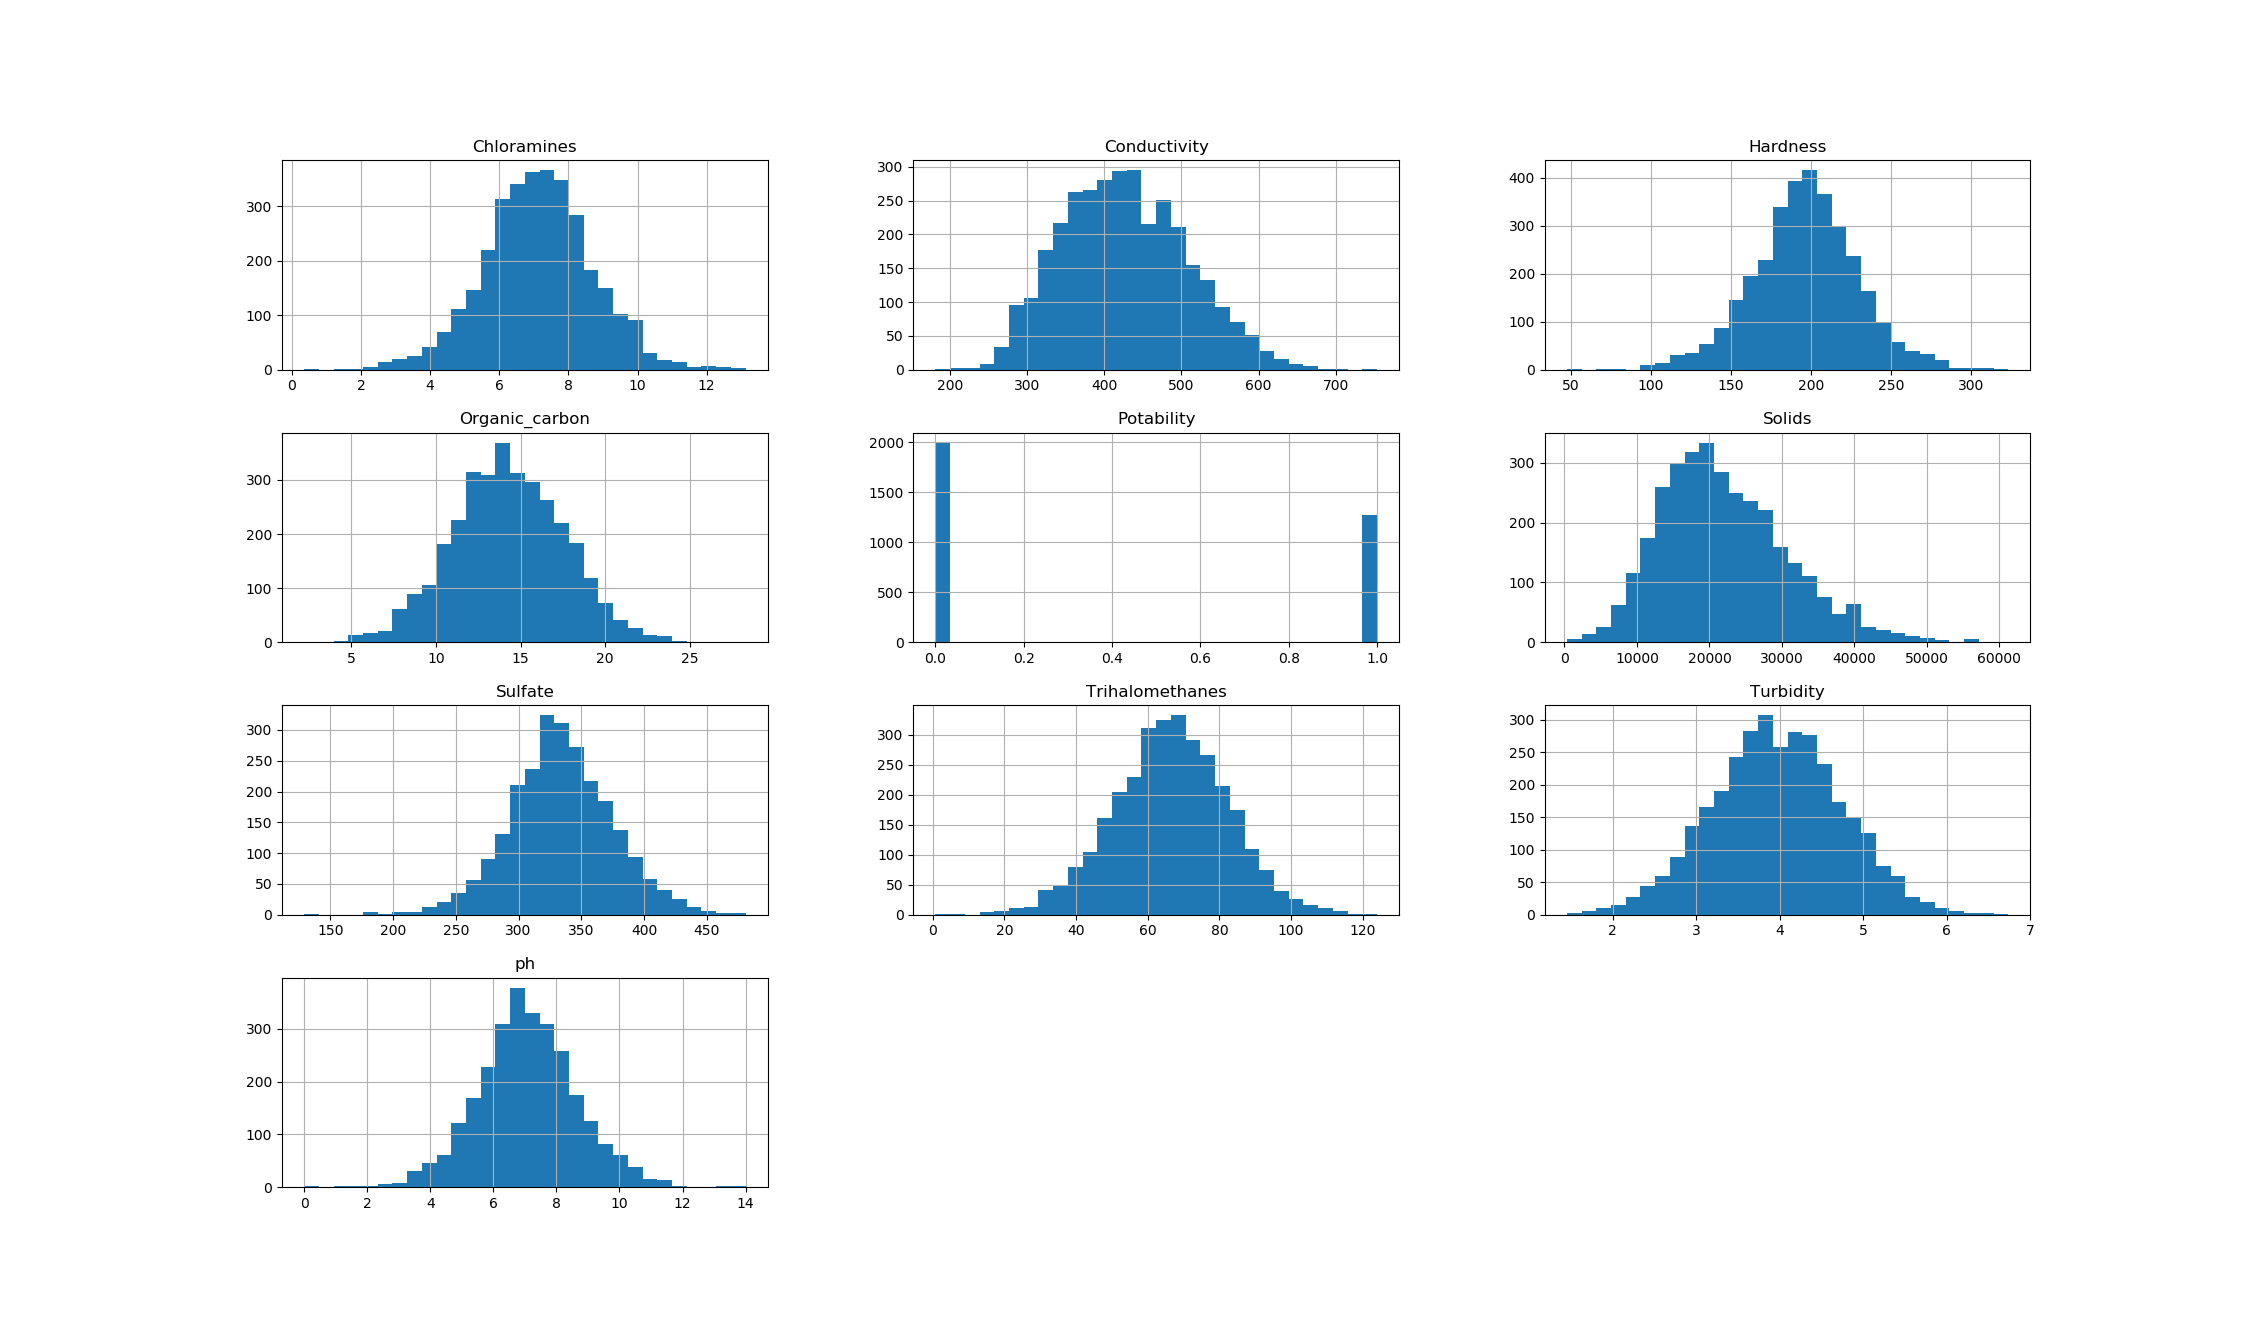 Chloramines
300
200
100
0
0 2 4 6 8 10 12
Conductivity
300
250
200
150
100
50
0
200 300 400 500 600 700
Hardness
400
300
200
100
0
50 100 150 200 250 300
Organic_carbon
300
200
100
0
5 10 15 20 25
Potability
2000
1500
1000
500
0
0.0 0.2 0.4 0.6 0.8 1.0
Solids
300
200
100
0
0 10000 20000 30000 40000 50000 60000
Sulfate
300
250
200
150
100
50
0
150 200 250 300 350 400 450
Trihalomethanes
300
250
200
150
100
50
0
0 20 40 60 80 100 120
Turbidity
300
250
200
150
100
50
0
2 3 4 5 6 7
ph
300
200
100
0
0 2 4 6 8 10 12 14